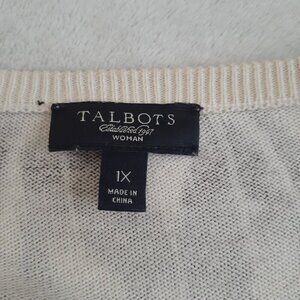 TALBOTS
Established 1947
WOMAN
1X
MADE IN
CHINA